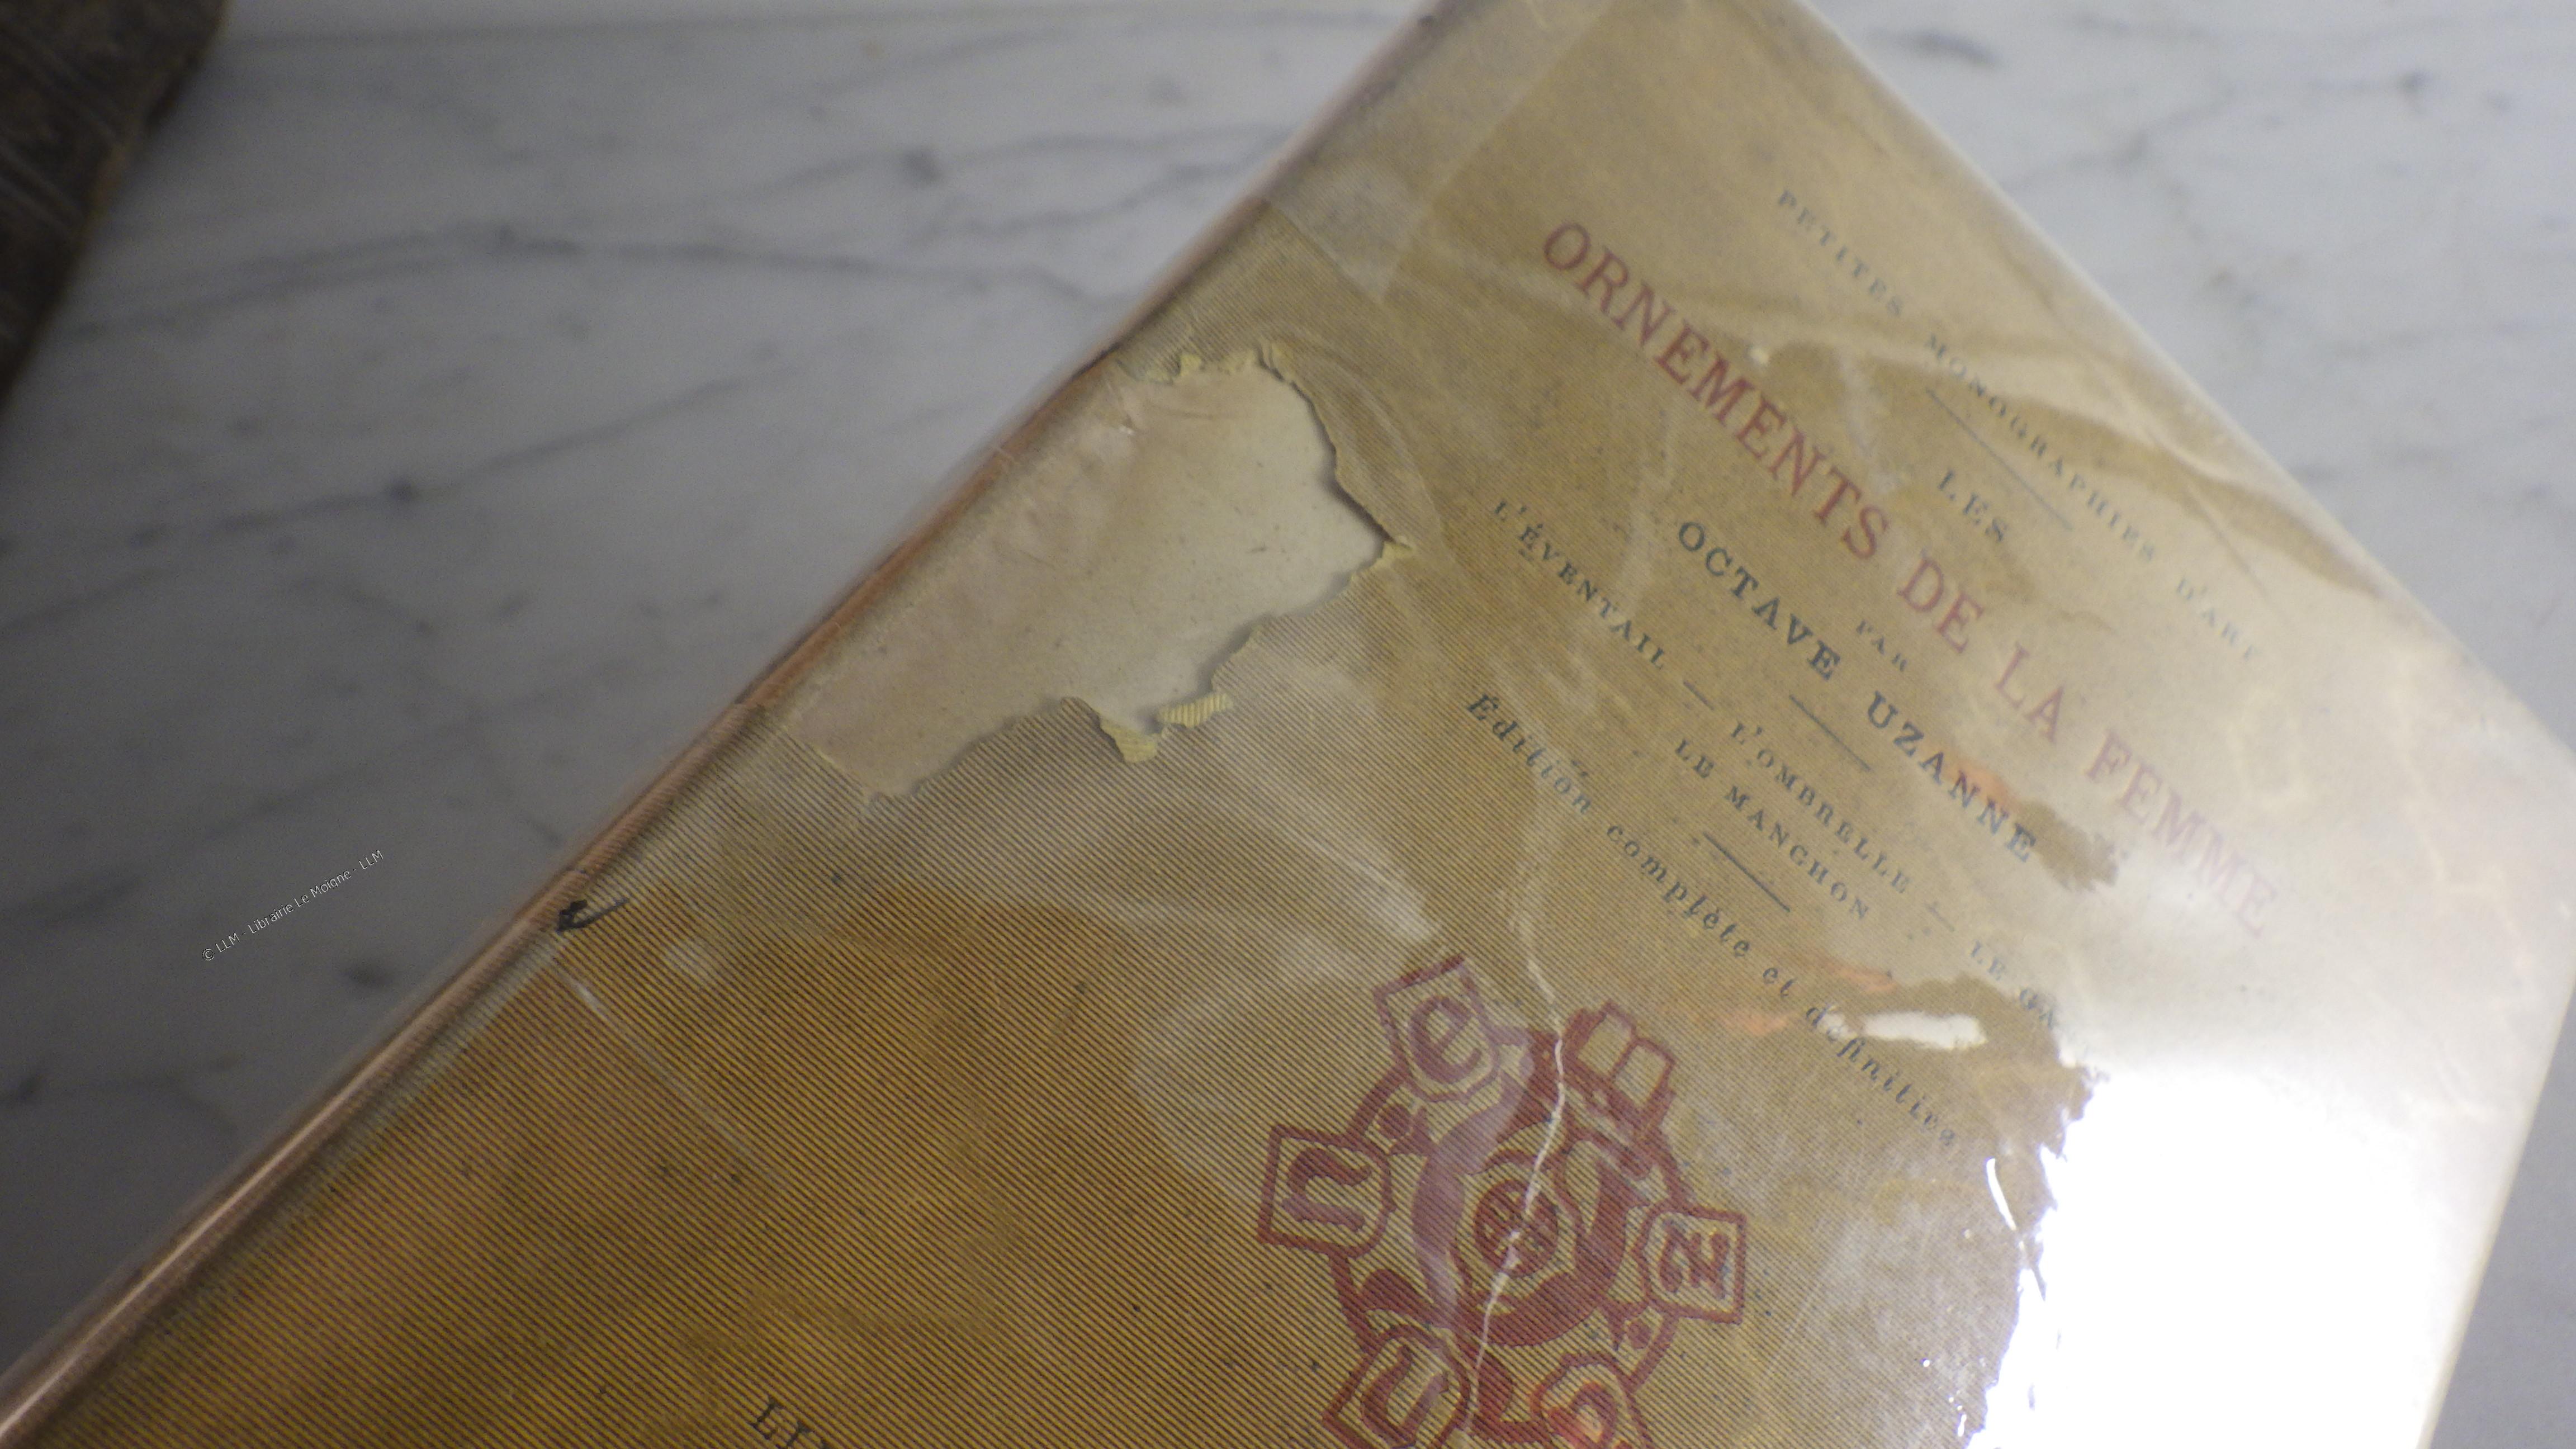 PETITES MONOGRAPHIES D'ART
LES
ORNEMENTS DE LA FEMME
PAR
OCTAVE UZANNE
L'ÉVENTAIL — L'OMBRELLE — LE
LE MANCHON
Édition complète et définitive
© LLM - Librairie Le Moigne - LLM